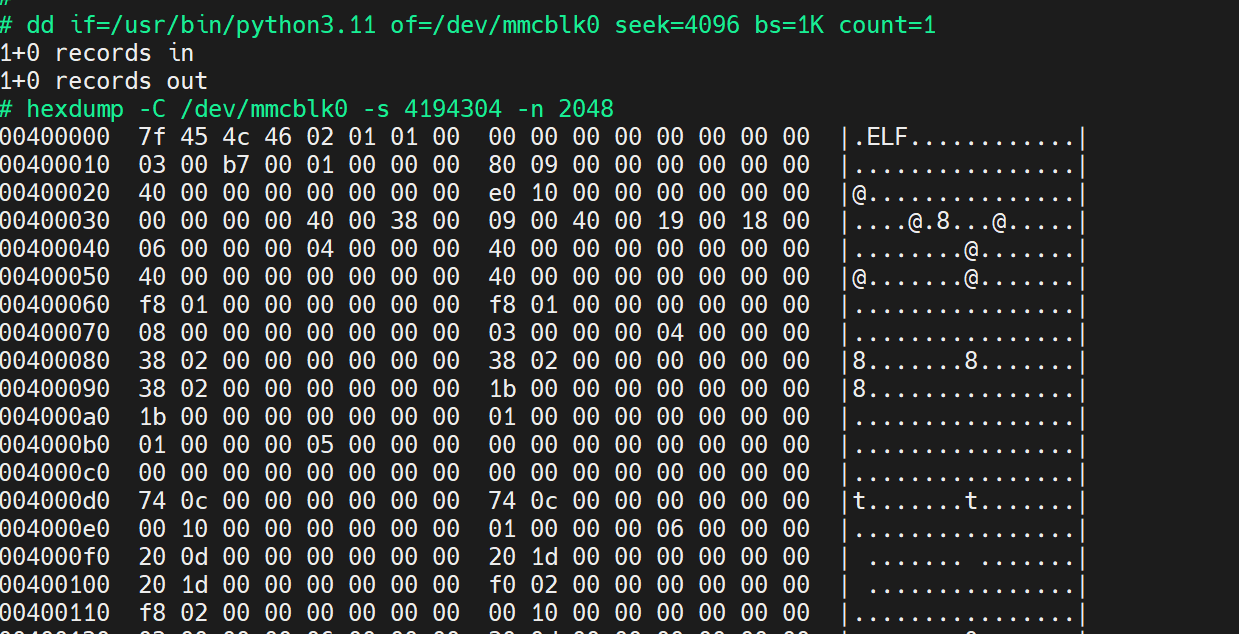 #
# dd if=/usr/bin/python3.11 of=/dev/mmcblk0 seek=4096 bs=1K count=1
1+0 records in
1+0 records out
# hexdump -C /dev/mmcblk0 -s 4194304 -n 2048
00400000  7f 45 4c 46 02 01 01 00  00 00 00 00 00 00 00 00  |.ELF............|
00400010  03 00 b7 00 01 00 00 00  80 09 00 00 00 00 00 00  |................|
00400020  40 00 00 00 00 00 00 00  e0 10 00 00 00 00 00 00  |@...............|
00400030  00 00 00 00 40 00 38 00  09 00 40 00 19 00 18 00  |....@.8...@.....|
00400040  06 00 00 00 04 00 00 00  40 00 00 00 00 00 00 00  |........@.......|
00400050  40 00 00 00 00 00 00 00  40 00 00 00 00 00 00 00  |@.......@.......|
00400060  f8 01 00 00 00 00 00 00  f8 01 00 00 00 00 00 00  |................|
00400070  08 00 00 00 00 00 00 00  03 00 00 00 04 00 00 00  |................|
00400080  38 02 00 00 00 00 00 00  38 02 00 00 00 00 00 00  |8.......8.......|
00400090  38 02 00 00 00 00 00 00  1b 00 00 00 00 00 00 00  |8...............|
004000a0  1b 00 00 00 00 00 00 00  01 00 00 00 00 00 00 00  |................|
004000b0  01 00 00 00 05 00 00 00  00 00 00 00 00 00 00 00  |................|
004000c0  00 00 00 00 00 00 00 00  00 00 00 00 00 00 00 00  |................|
004000d0  74 0c 00 00 00 00 00 00  74 0c 00 00 00 00 00 00  |t.......t.......|
004000e0  00 10 00 00 00 00 00 00  01 00 00 00 06 00 00 00  |................|
004000f0  20 0d 00 00 00 00 00 00  20 1d 00 00 00 00 00 00  | ....... .......|
00400100  20 1d 00 00 00 00 00 00  f0 02 00 00 00 00 00 00  | ...............|
00400110  f8 02 00 00 00 00 00 00  00 10 00 00 00 00 00 00  |................|